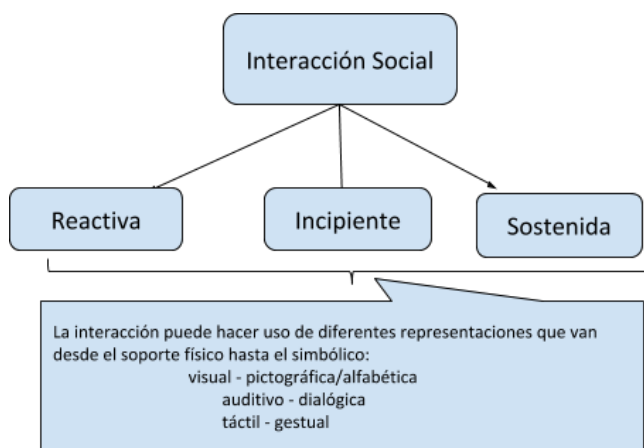 Interacción Social
Reactiva
Incipiente
Sostenida
La interacción puede hacer uso de diferentes representaciones que van
desde el soporte físico hasta el simbólico:
visual - pictográfica/alfabética
auditivo - dialógica
táctil - gestual